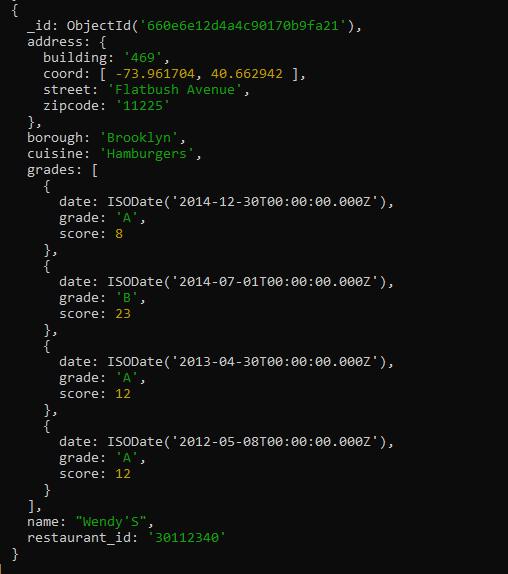 {
  _id: ObjectId('660e6e12d4a4c90170b9fa21'),
  address: {
    building: '469',
    coord: [ -73.961704, 40.662942 ],
    street: 'Flatbush Avenue',
    zipcode: '11225'
  },
  borough: 'Brooklyn',
  cuisine: 'Hamburgers',
  grades: [
    {
      date: ISODate('2014-12-30T00:00:00.000Z'),
      grade: 'A',
      score: 8
    },
    {
      date: ISODate('2014-07-01T00:00:00.000Z'),
      grade: 'B',
      score: 23
    },
    {
      date: ISODate('2013-04-30T00:00:00.000Z'),
      grade: 'A',
      score: 12
    },
    {
      date: ISODate('2012-05-08T00:00:00.000Z'),
      grade: 'A',
      score: 12
    }
  ],
  name: "Wendy'S",
  restaurant_id: '30112340'
}